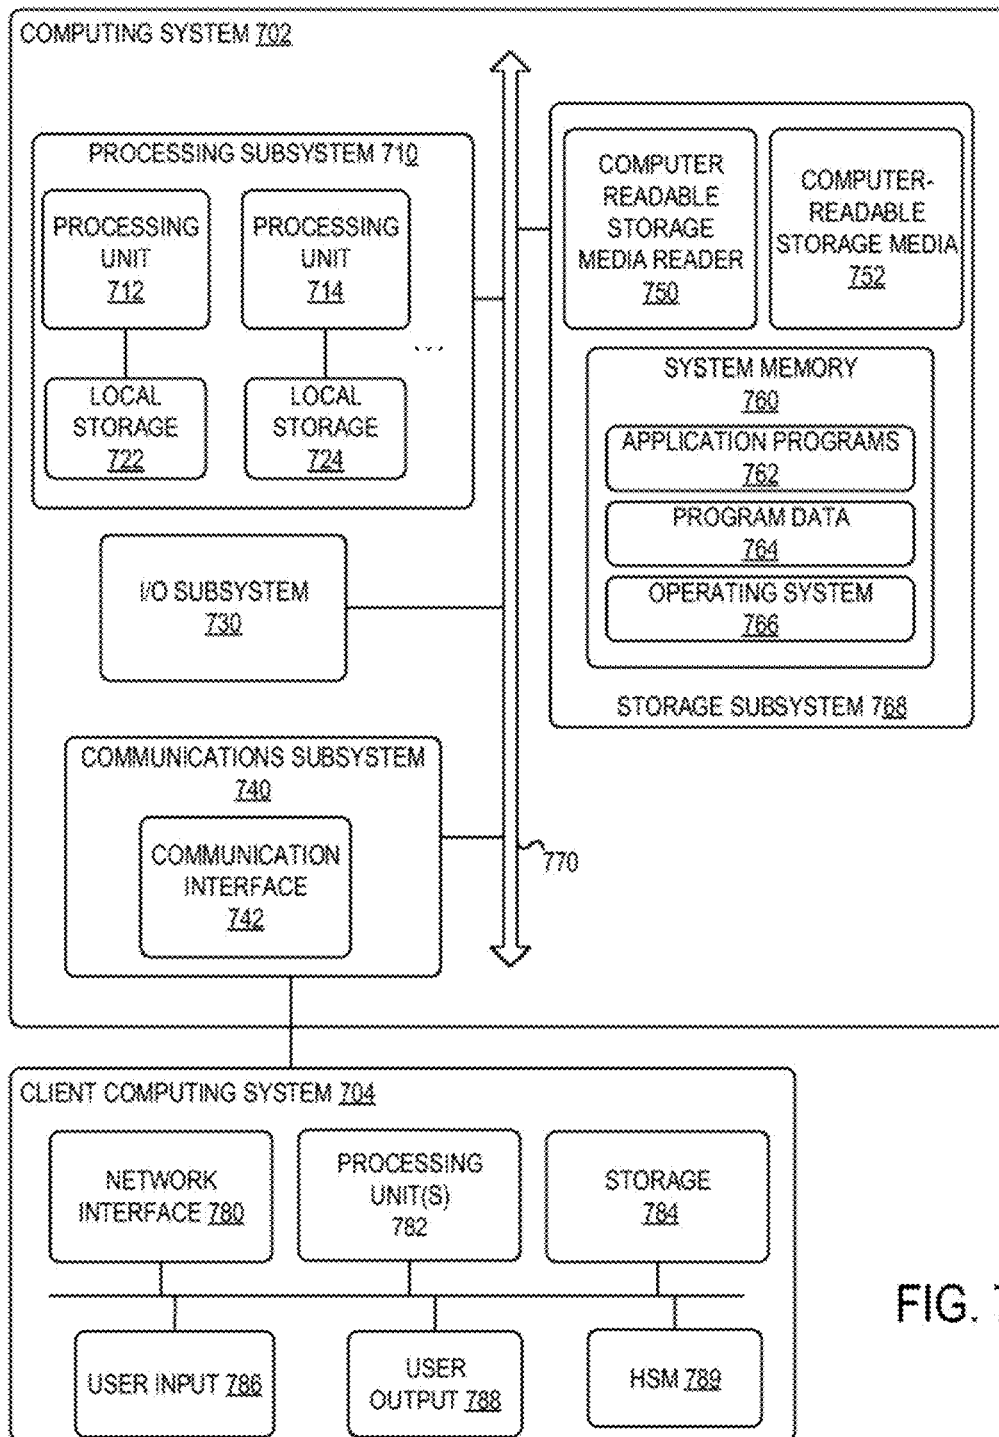 COMPUTING SYSTEM 702
PROCESSING SUBSYSTEM 710
PROCESSING
UNIT
712
PROCESSING
UNIT
714
...
LOCAL
STORAGE
722
LOCAL
STORAGE
724
I/O SUBSYSTEM
730
COMMUNICATIONS SUBSYSTEM
740
COMMUNICATION
INTERFACE
742
770
COMPUTER
READABLE
STORAGE
MEDIA READER
750
COMPUTER-
READABLE
STORAGE MEDIA
752
SYSTEM MEMORY
760
APPLICATION PROGRAMS
762
PROGRAM DATA
764
OPERATING SYSTEM
766
STORAGE SUBSYSTEM 768
CLIENT COMPUTING SYSTEM 704
NETWORK
INTERFACE 780
PROCESSING
UNIT(S)
782
STORAGE
784
USER INPUT 786
USER
OUTPUT 788
HSM 789
FIG. 7